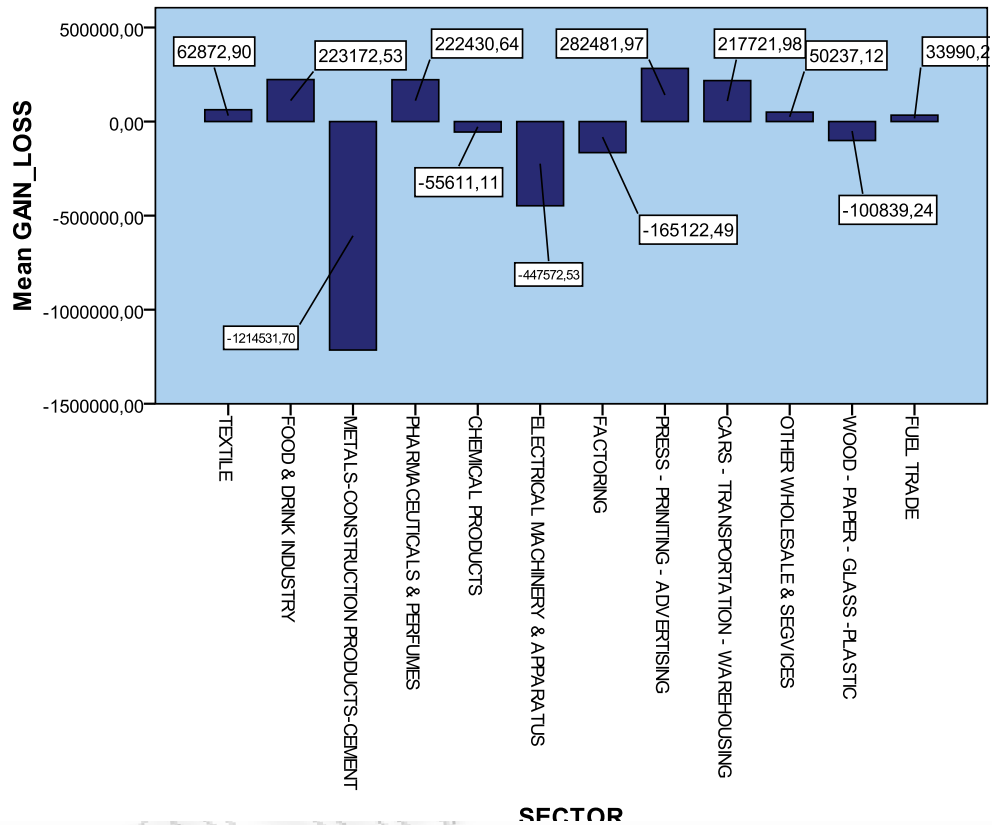 Mean GAIN_LOSS
500000,00
0,00
-500000,00
-1000000,00
-1500000,00
62872,90
223172,53
-1214531,70
222430,64
-55611,11
-447572,53
-165122,49
282481,97
217721,98
50237,12
-100839,24
33990,2
TEXTILE
FOOD & DRINK INDUSTRY
METALS-CONSTRUCTION PRODUCTS-CEMENT
PHARMACEUTICALS & PERFUMES
CHEMICAL PRODUCTS
ELECTRICAL MACHINERY & APPARATUS
FACTORING
PRESS - PRINITING - ADVERTISING
CARS - TRANSPORTATION - WAREHOUSING
OTHER WHOLESALE & SEGVICES
WOOD - PAPER - GLASS -PLASTIC
FUEL TRADE
SECTOR